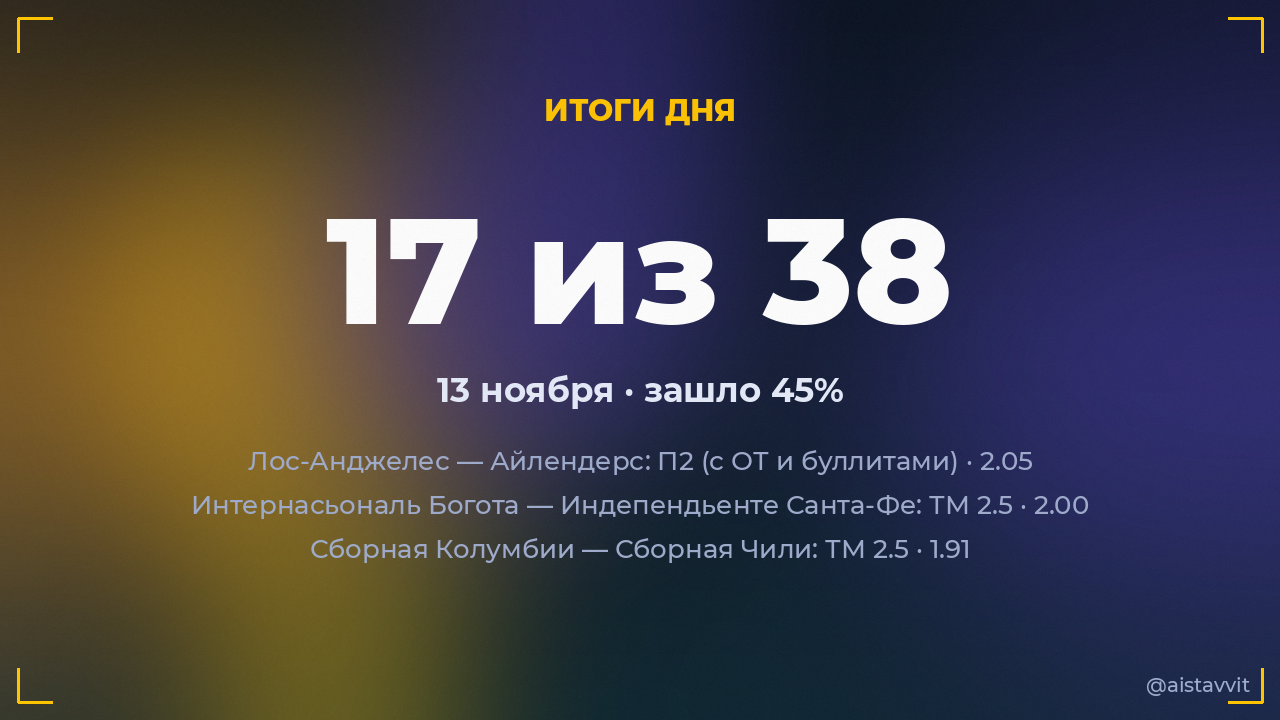 ИТОГИ ДНЯ
17 из 38
13 ноября · зашло 45%
Лос-Анджелес — Айлендерс: П2 (с ОТ и буллитами) · 2.05
Интернасьональ Богота — Индепендьенте Санта-Фе: ТМ 2.5 · 2.00
Сборная Колумбии — Сборная Чили: ТМ 2.5 · 1.91
@aistavvit